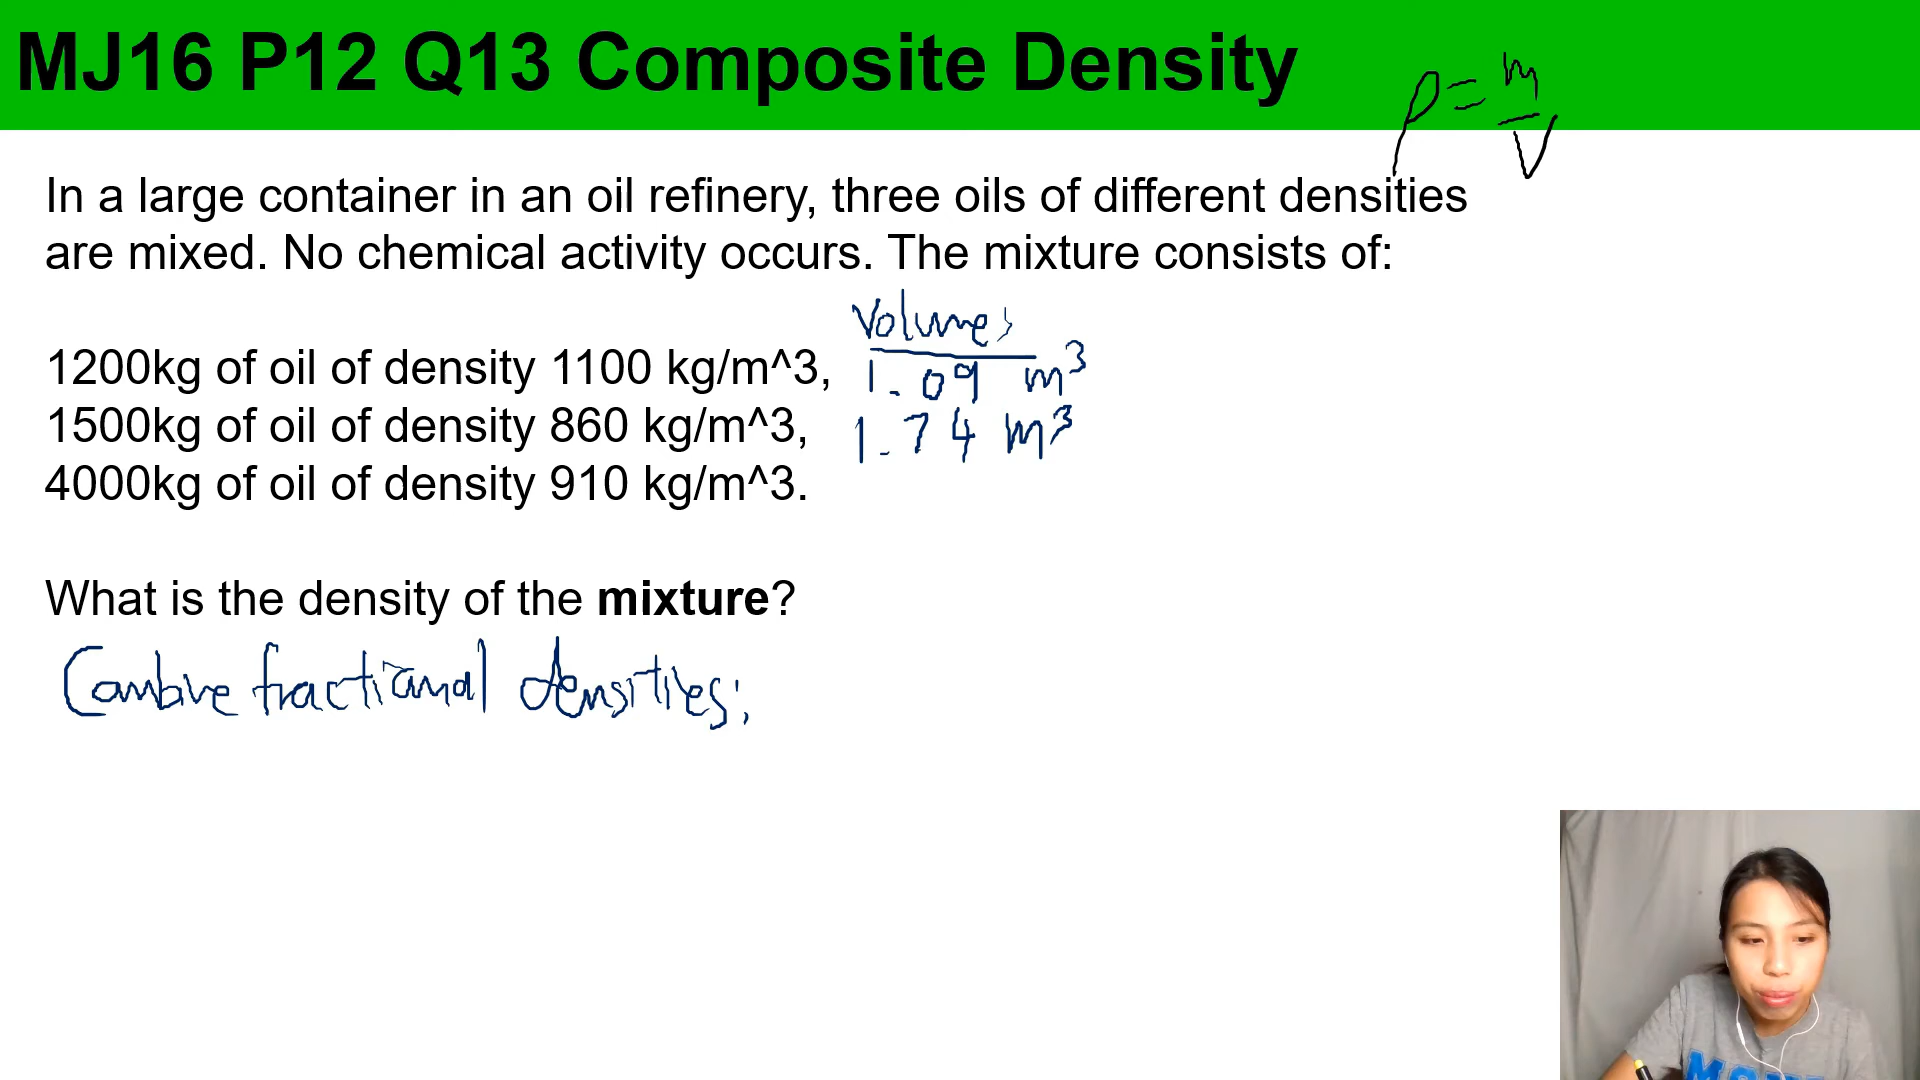 MJ16 P12 Q13 Composite Density
ρ = m/V
In a large container in an oil refinery, three oils of different densities
are mixed. No chemical activity occurs. The mixture consists of:
Volumes
1200kg of oil of density 1100 kg/m^3, 1.09 m³
1500kg of oil of density 860 kg/m^3, 1.74 m³
4000kg of oil of density 910 kg/m^3.
What is the density of the mixture?
Combine fractional densities: